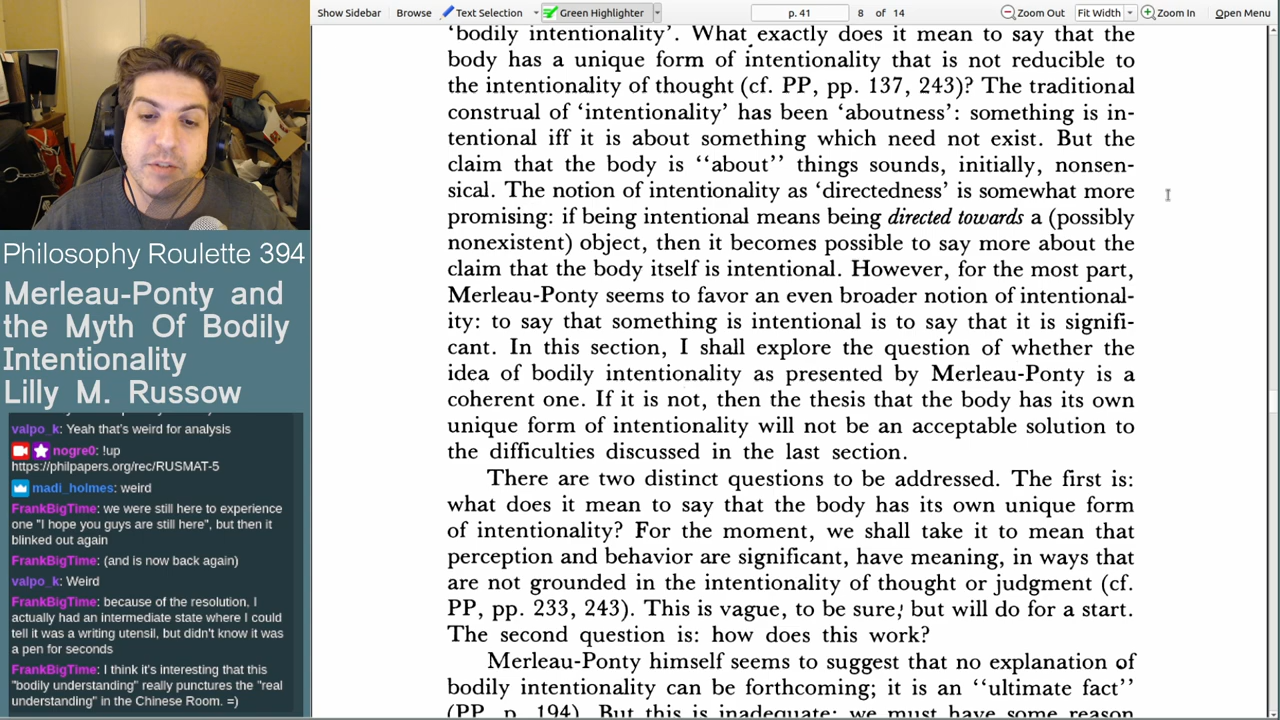 Show Sidebar Browse Text Selection Green Highlighter p. 41 8 of 14 Zoom Out Fit Width Zoom In Open Menu
'bodily intentionality'. What exactly does it mean to say that the
body has a unique form of intentionality that is not reducible to
the intentionality of thought (cf. PP, pp. 137, 243)? The traditional
construal of 'intentionality' has been 'aboutness': something is in-
tentional iff it is about something which need not exist. But the
claim that the body is "about" things sounds, initially, nonsen-
sical. The notion of intentionality as 'directedness' is somewhat more
promising: if being intentional means being directed towards a (possibly
nonexistent) object, then it becomes possible to say more about the
claim that the body itself is intentional. However, for the most part,
Merleau-Ponty seems to favor an even broader notion of intentional-
ity: to say that something is intentional is to say that it is signifi-
cant. In this section, I shall explore the question of whether the
idea of bodily intentionality as presented by Merleau-Ponty is a
coherent one. If it is not, then the thesis that the body has its own
unique form of intentionality will not be an acceptable solution to
the difficulties discussed in the last section.
There are two distinct questions to be addressed. The first is:
what does it mean to say that the body has its own unique form
of intentionality? For the moment, we shall take it to mean that
perception and behavior are significant, have meaning, in ways that
are not grounded in the intentionality of thought or judgment (cf.
PP, pp. 233, 243). This is vague, to be sure, but will do for a start.
The second question is: how does this work?
Merleau-Ponty himself seems to suggest that no explanation of
bodily intentionality can be forthcoming; it is an "ultimate fact"
(PP, p. 194). But this is inadequate: we must have some reason
Philosophy Roulette 394
Merleau-Ponty and
the Myth Of Bodily
Intentionality
Lilly M. Russow
valpo_k: Yeah that's weird for analysis
nogre0: !up
https://philpapers.org/rec/RUSMAT-5
madi_holmes: weird
FrankBigTime: we were still here to experience
one "I hope you guys are still here", but then it
blinked out again
FrankBigTime: (and is now back again)
valpo_k: Weird
FrankBigTime: because of the resolution, I
actually had an intermediate state where I could
tell it was a writing utensil, but didn't know it was
a pen for seconds
FrankBigTime: I think it's interesting that this
"bodily understanding" really punctures the "real
understanding" in the Chinese Room. =)